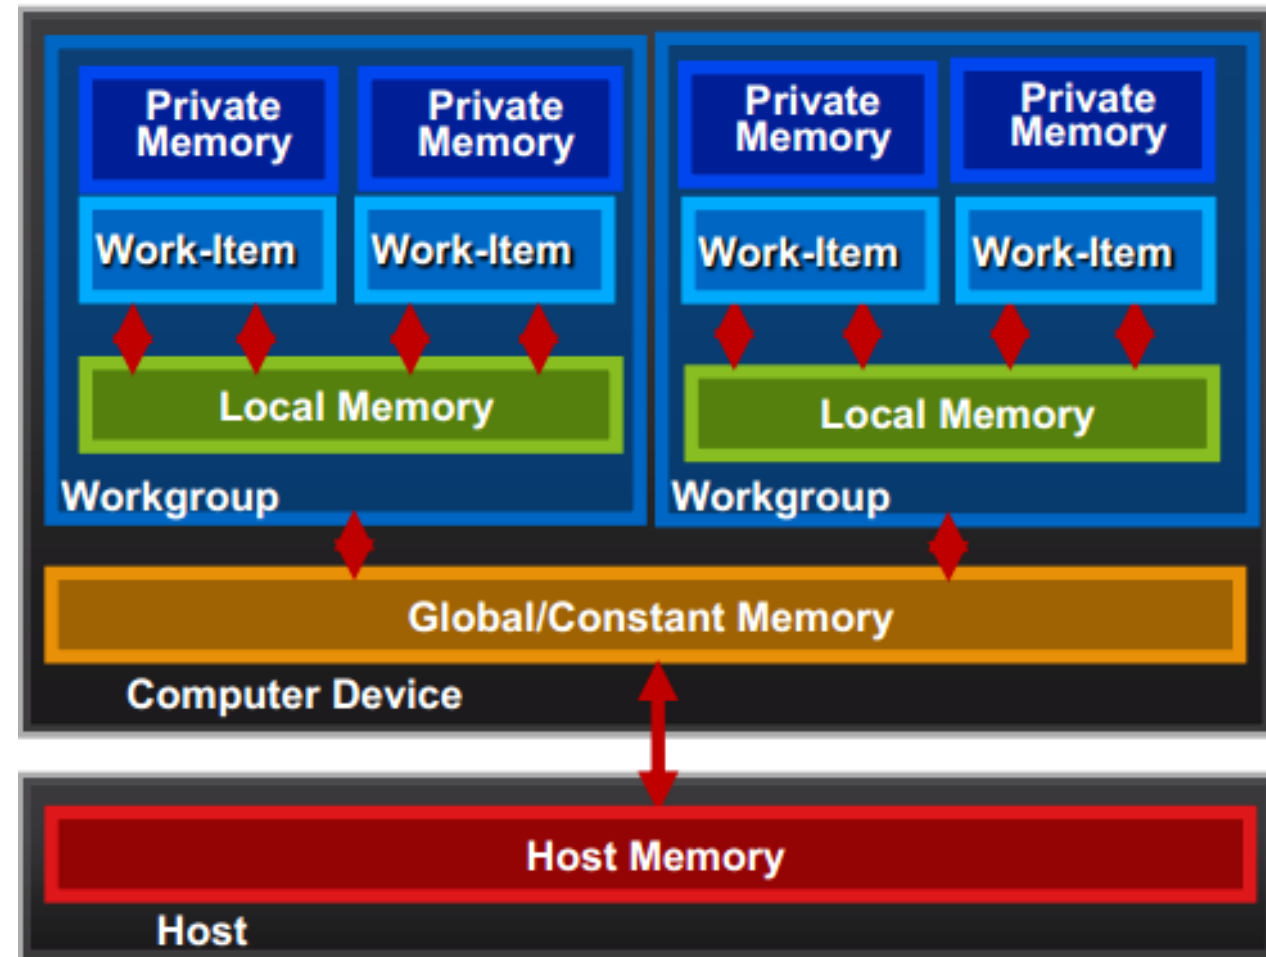 Private
Memory
Private
Memory
Private
Memory
Private
Memory
Work-Item
Work-Item
Work-Item
Work-Item
Local Memory
Local Memory
Workgroup
Workgroup
Global/Constant Memory
Computer Device
Host Memory
Host